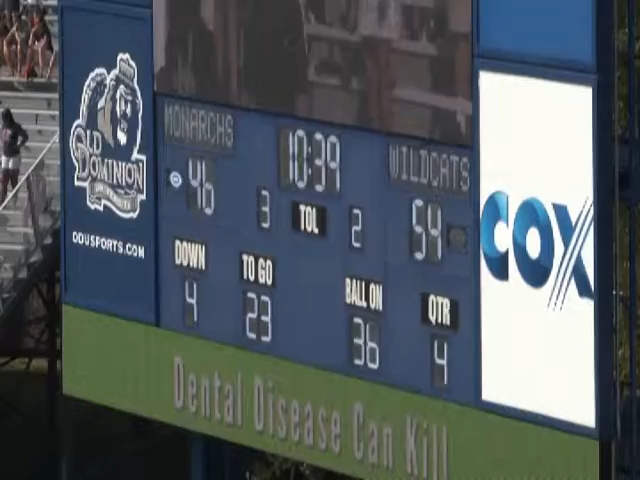 MONARCHS 10:39 WILDCATS
46 3 TOL 2 54
DOWN TO GO BALL ON QTR
4 23 36 4
OLD
DOMINION
ODUSPORTS.COM
COX
Dental Disease Can Kill